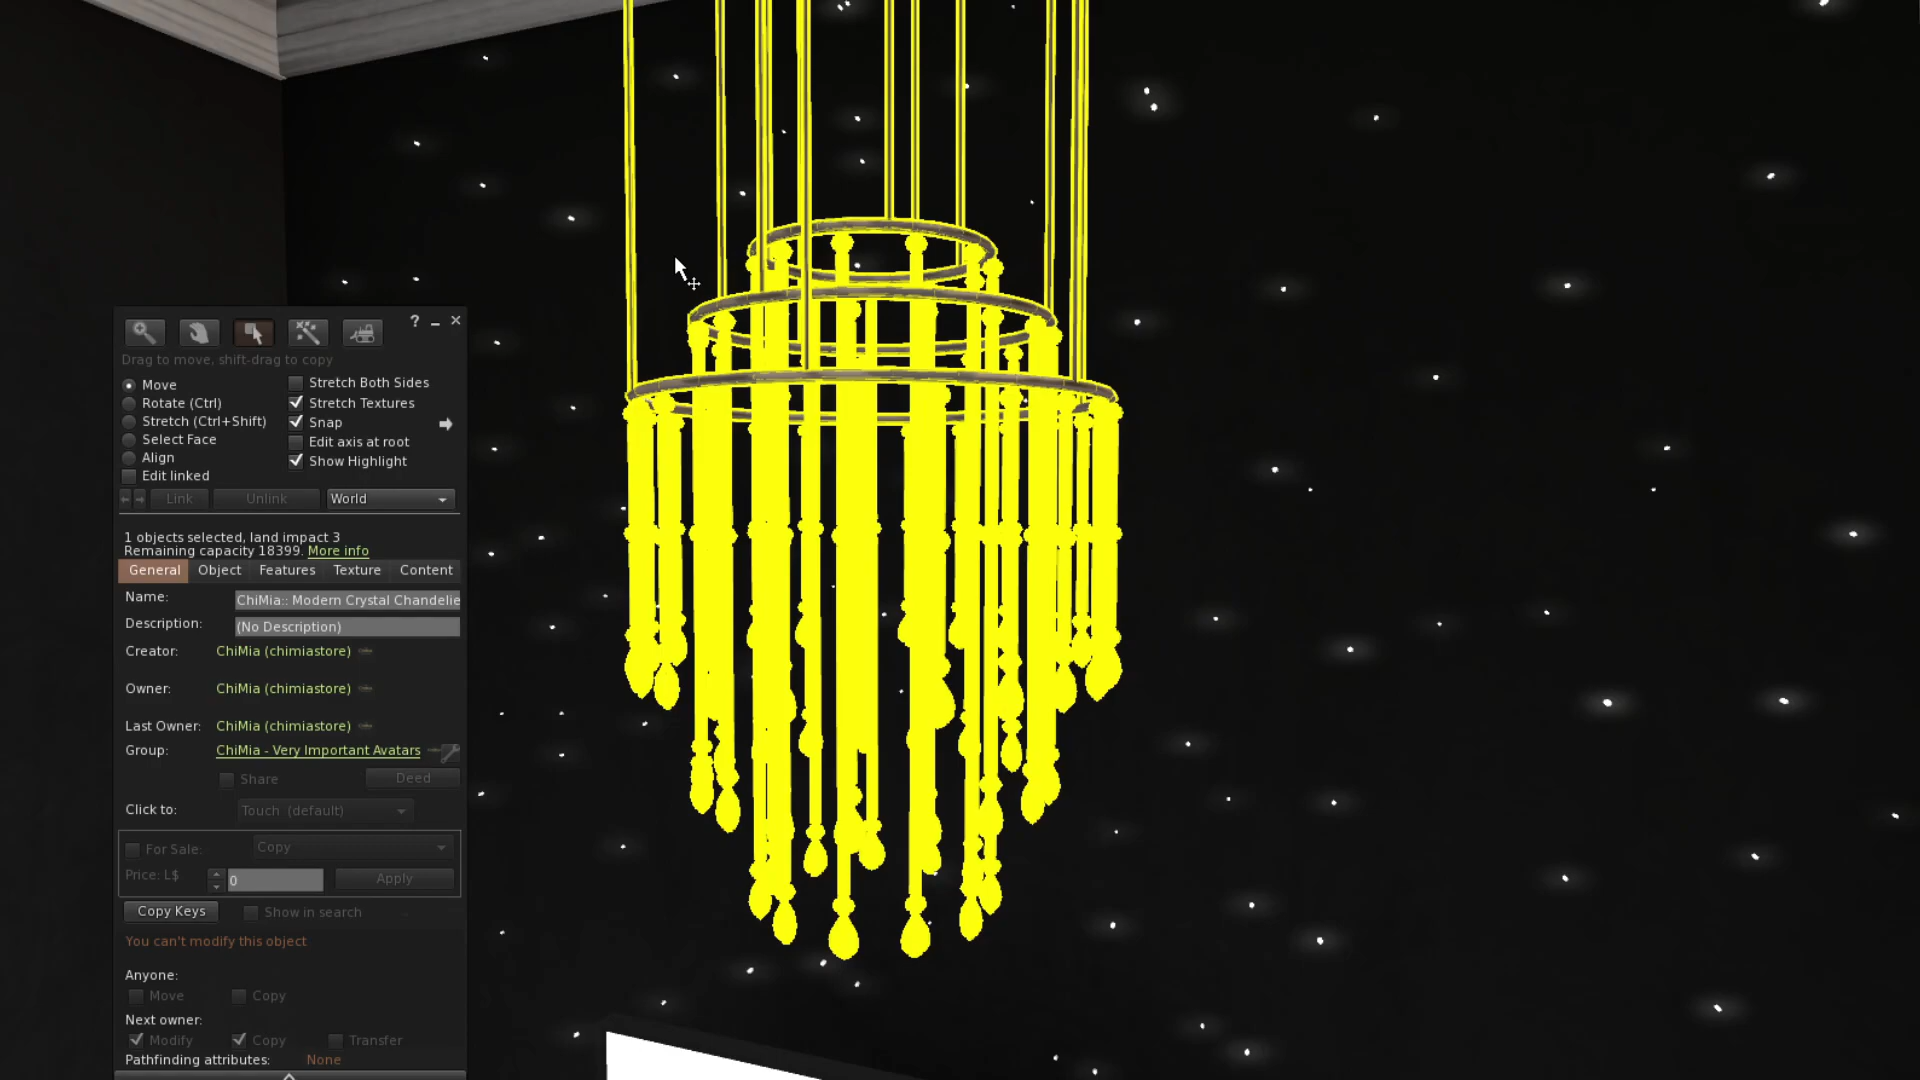 ?
Drag to move, shift-drag to copy
Move
Stretch Both Sides
Rotate (Ctrl)
Stretch Textures
Stretch (Ctrl+Shift)
Snap
Select Face
Edit axis at root
Align
Show Highlight
Edit linked
Link Unlink World
1 objects selected, land impact 3
Remaining capacity 18399. More info
General Object Features Texture Content
Name: ChiMia:: Modern Crystal Chandelie
Description: (No Description)
Creator: ChiMia (chimiastore)
Owner: ChiMia (chimiastore)
Last Owner: ChiMia (chimiastore)
Group: ChiMia - Very Important Avatars
Share Deed
Click to: Touch (default)
For Sale: Copy
Price: L$ 0 Apply
Copy Keys Show in search
You can't modify this object
Anyone:
Move Copy
Next owner:
Modify Copy Transfer
Pathfinding attributes: None